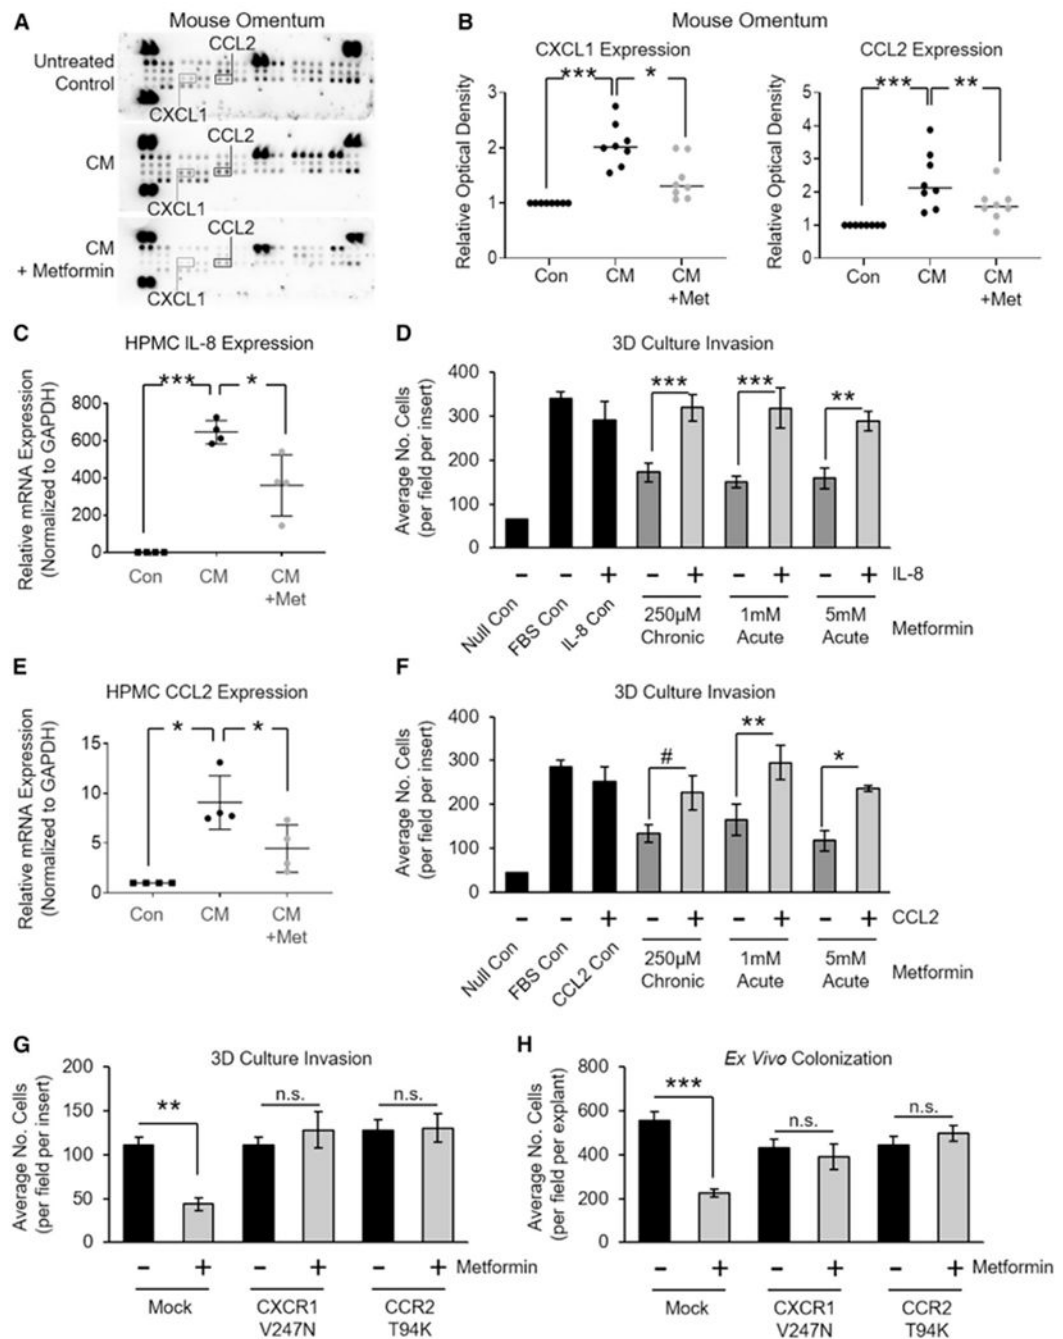 A
Mouse Omentum
Untreated
Control
CCL2
CXCL1
CM
CCL2
CXCL1
CM
+ Metformin
CCL2
CXCL1
B
Mouse Omentum
CXCL1 Expression
Relative Optical Density
3
2
1
0
***
*
Con
CM
CM
+Met
CCL2 Expression
Relative Optical Density
5
4
3
2
1
0
***
**
Con
CM
CM
+Met
C
HPMC IL-8 Expression
Relative mRNA Expression
(Normalized to GAPDH)
800
600
400
200
0
***
*
Con
CM
CM
+Met
D
3D Culture Invasion
Average No. Cells
(per field per insert)
400
300
200
100
0
***
***
**
− − + − + − + − + IL-8
Null Con
FBS Con
IL-8 Con
250µM
Chronic
1mM
Acute
5mM
Acute
Metformin
E
HPMC CCL2 Expression
Relative mRNA Expression
(Normalized to GAPDH)
15
10
5
0
*
*
Con
CM
CM
+Met
F
3D Culture Invasion
Average No. Cells
(per field per insert)
400
300
200
100
0
#
**
*
− − + − + − + − + CCL2
Null Con
FBS Con
CCL2 Con
250µM
Chronic
1mM
Acute
5mM
Acute
Metformin
G
3D Culture Invasion
Average No. Cells
(per field per insert)
200
150
100
50
0
**
n.s.
n.s.
− + − + − + Metformin
Mock
CXCR1
V247N
CCR2
T94K
H
Ex Vivo Colonization
Average No. Cells
(per field per explant)
800
600
400
200
0
***
n.s.
n.s.
− + − + − + Metformin
Mock
CXCR1
V247N
CCR2
T94K